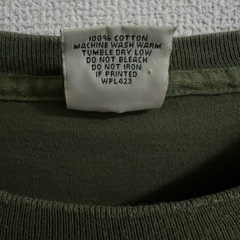 100% COTTON
MACHINE WASH WARM
TUMBLE DRY LOW
DO NOT BLEACH
DO NOT IRON
IF PRINTED
WPL423